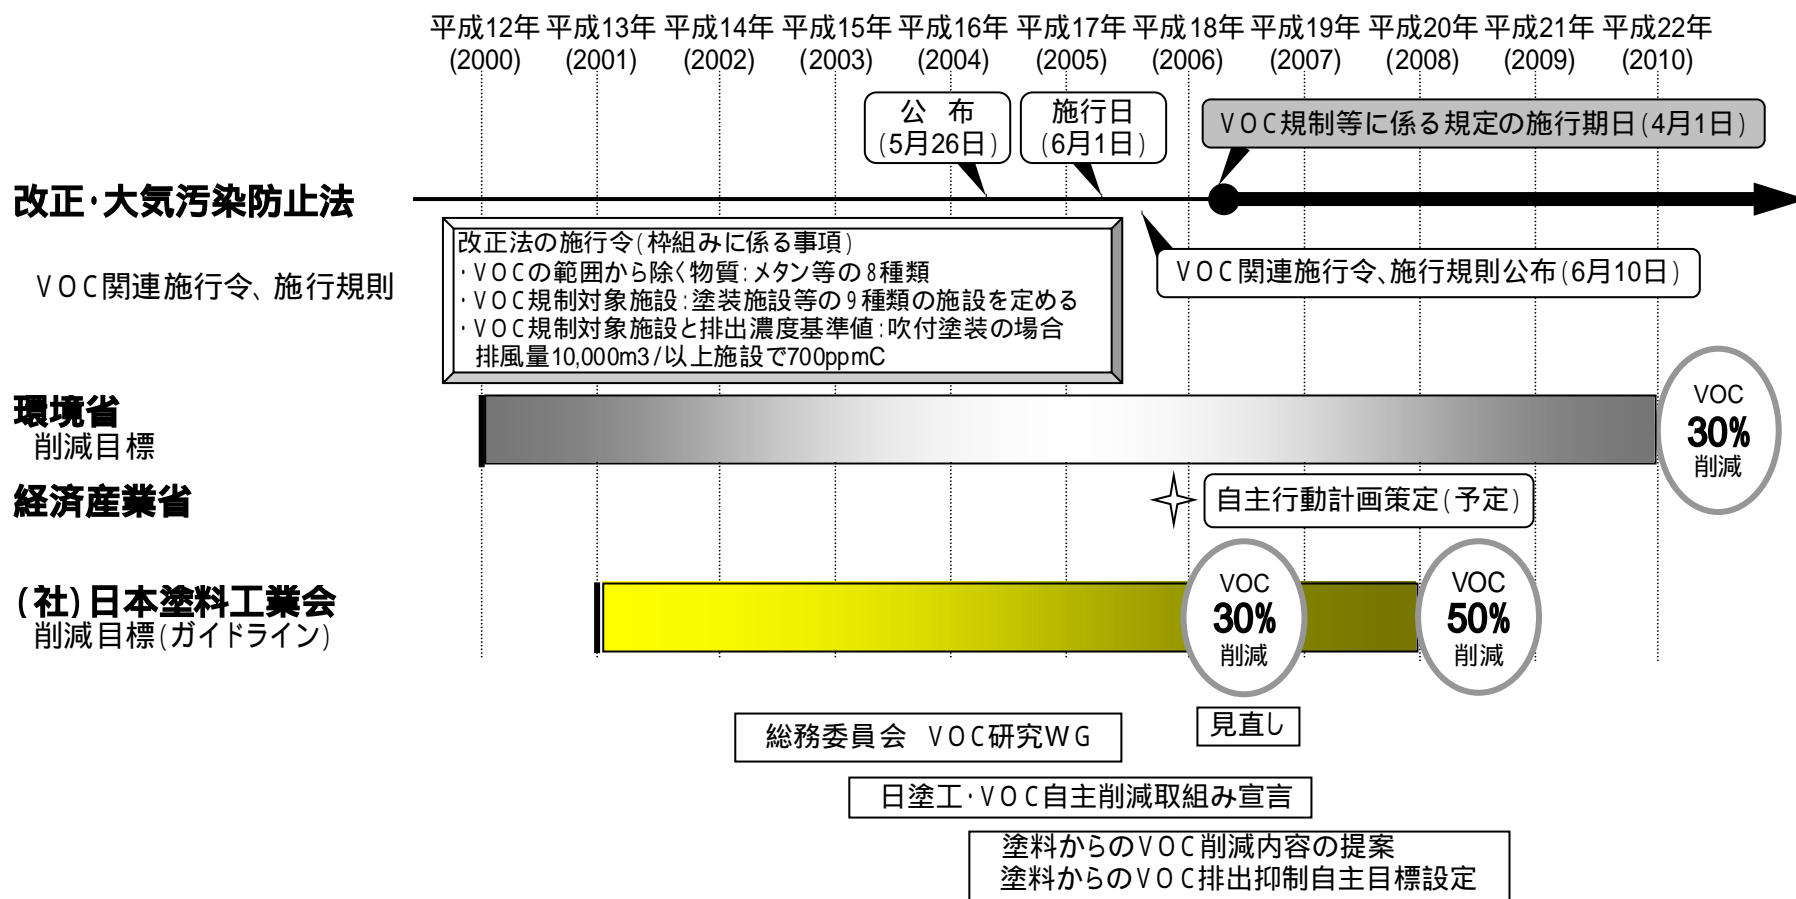 平成12年 平成13年 平成14年 平成15年 平成16年 平成17年 平成18年 平成19年 平成20年 平成21年 平成22年
(2000) (2001) (2002) (2003) (2004) (2005) (2006) (2007) (2008) (2009) (2010)
公 布
(5月26日)
施行日
(6月1日)
VOC規制等に係る規定の施行期日(4月1日)
改正・大気汚染防止法
VOC関連施行令、施行規則
改正法の施行令(枠組みに係る事項)
・VOCの範囲から除く物質:メタン等の8種類
・VOC規制対象施設:塗装施設等の9種類の施設を定める
・VOC規制対象施設と排出濃度基準値:吹付塗装の場合
排風量10,000m3/以上施設で700ppmC
VOC関連施行令、施行規則公布(6月10日)
環境省
削減目標
VOC
30%
削減
経済産業省
自主行動計画策定(予定)
(社)日本塗料工業会
削減目標(ガイドライン)
VOC
30%
削減
VOC
50%
削減
総務委員会 VOC研究WG
見直し
日塗工・VOC自主削減取組み宣言
塗料からのVOC削減内容の提案
塗料からのVOC排出抑制自主目標設定